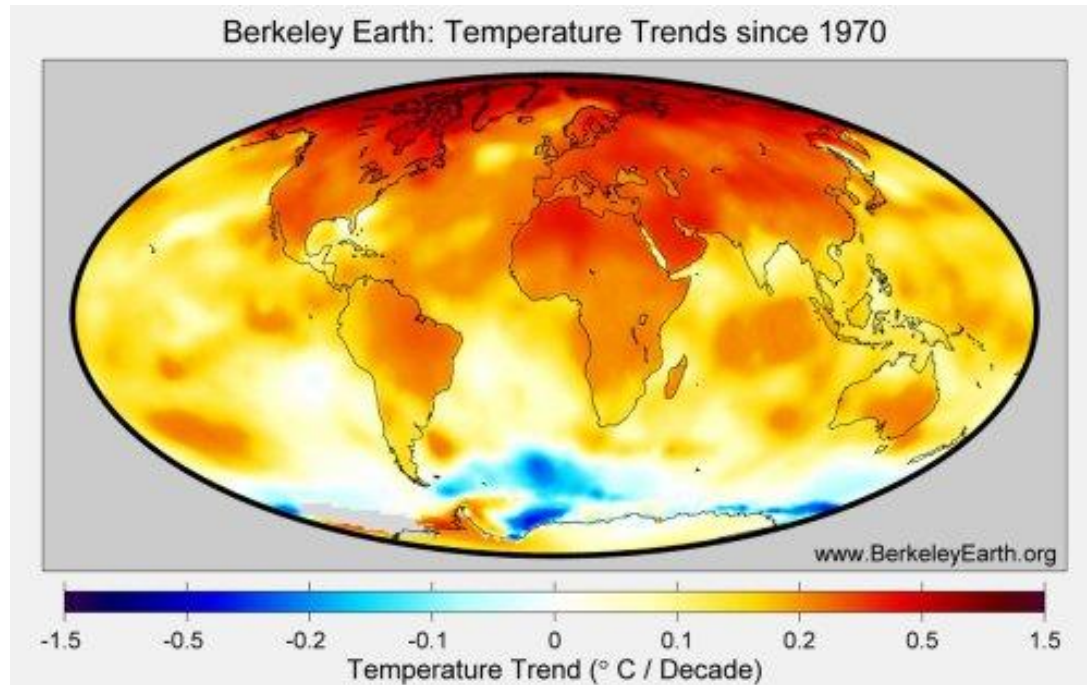 Berkeley Earth: Temperature Trends since 1970
www.BerkeleyEarth.org
-1.5 -0.5 -0.2 -0.1 0 0.1 0.2 0.5 1.5
Temperature Trend (° C / Decade)